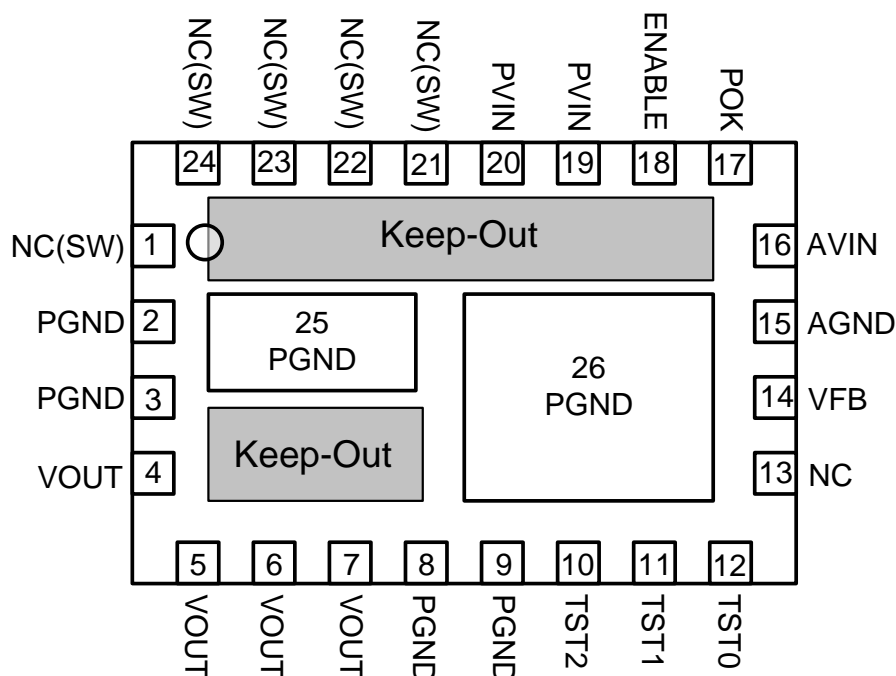 NC(SW)
NC(SW)
NC(SW)
NC(SW)
PVIN
PVIN
ENABLE
POK
24
23
22
21
20
19
18
17
NC(SW)
1
Keep-Out
16
AVIN
PGND
2
25
PGND
26
PGND
15
AGND
PGND
3
14
VFB
VOUT
4
Keep-Out
13
NC
5
6
7
8
9
10
11
12
VOUT
VOUT
VOUT
PGND
PGND
TST2
TST1
TST0